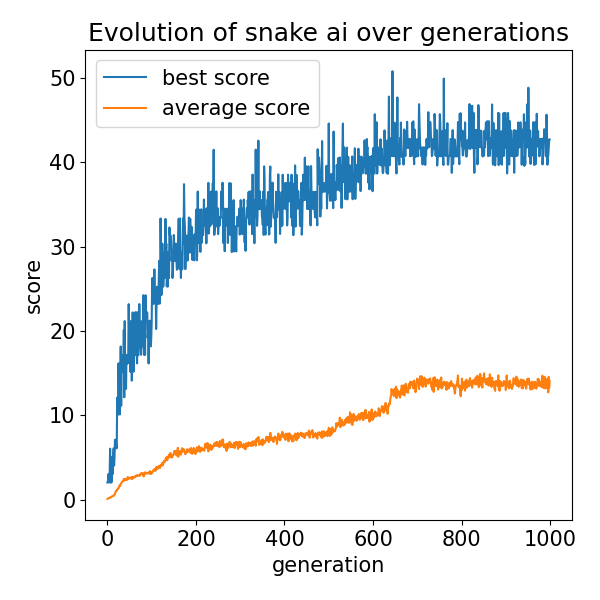 Evolution of snake ai over generations
best score
average score
50
40
30
20
10
0
score
0 200 400 600 800 1000
generation